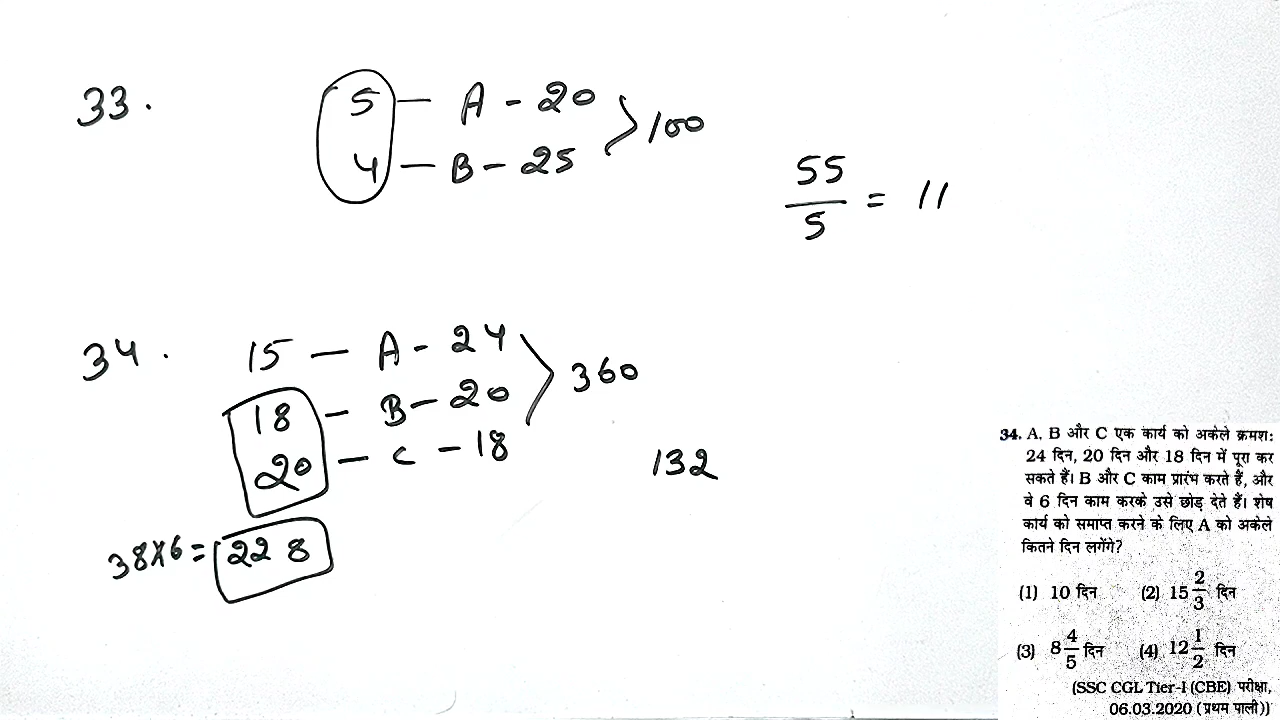 33.
5 — A - 20
4 — B - 25
100
55/5 = 11
34.
15 — A - 24
18 — B - 20
20 — C - 18
360
132
38x6 = 228
34. A, B और C एक कार्य को अकेले क्रमश:
24 दिन, 20 दिन और 18 दिन में पूरा कर
सकते हैं। B और C काम प्रारंभ करते हैं, और
वे 6 दिन काम करके उसे छोड़ देते हैं। शेष
कार्य को समाप्त करने के लिए A को अकेले
कितने दिन लगेंगे?
(1) 10 दिन (2) 15 2/3 दिन
(3) 8 4/5 दिन (4) 12 1/2 दिन
(SSC CGL Tier-I (CBE) परीक्षा,
06.03.2020 (प्रथम पाली))